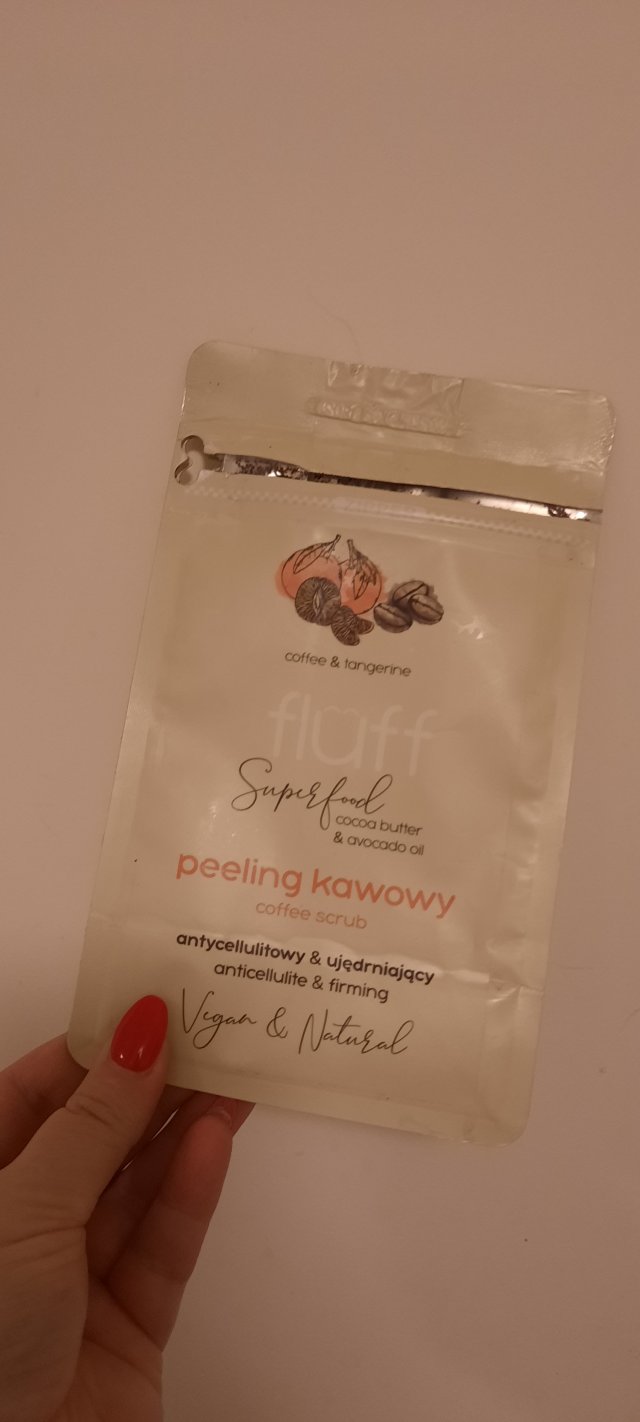 coffee & tangerine
fluff
Superfood
cocoa butter
& avocado oil
peeling kawowy
coffee scrub
antycellulitowy & ujędrniający
anticellulite & firming
Vegan & Natural